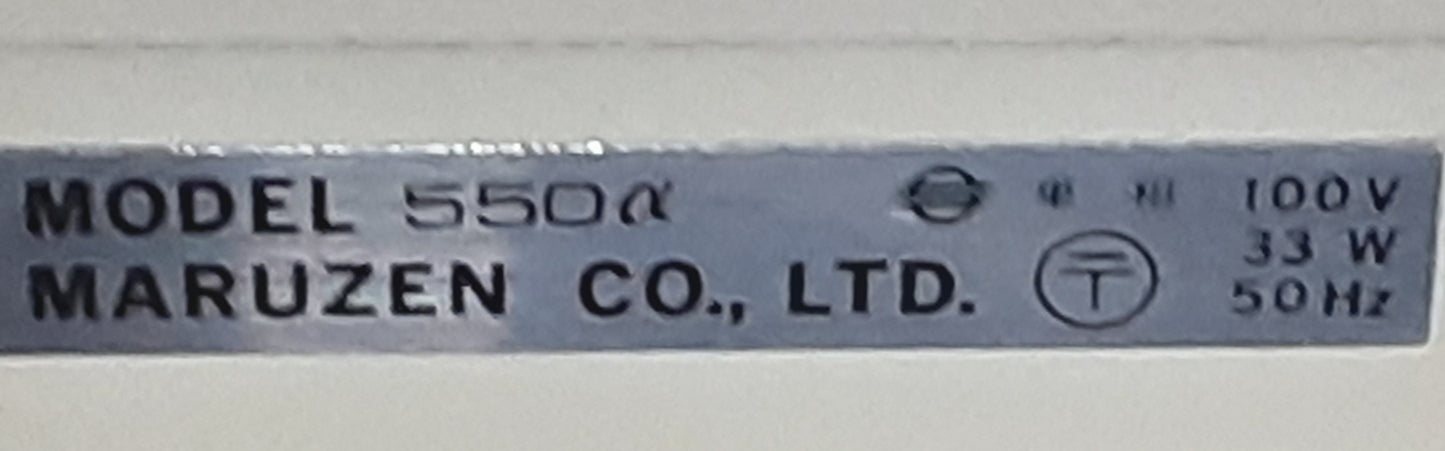 MODEL 550α
100V
MARUZEN CO., LTD.
〒
33 W
50Hz